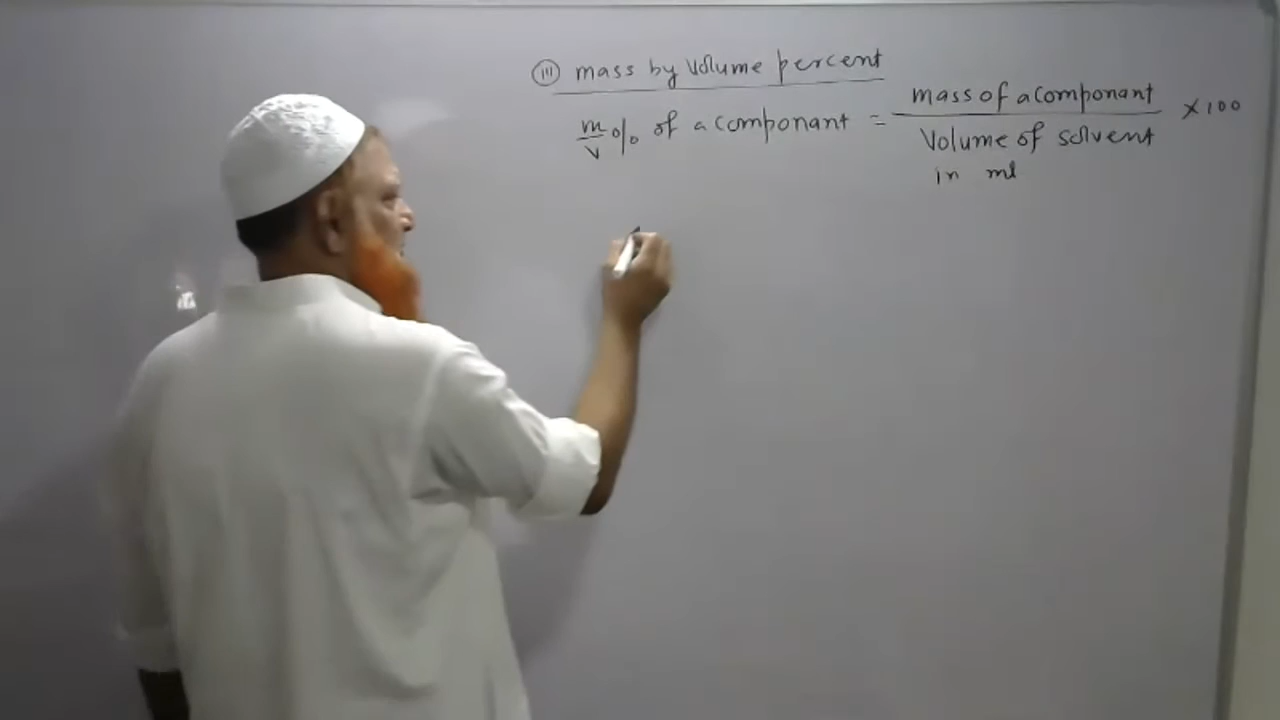 (III) mass by volume percent
m/v % of a componant = mass of a componant / Volume of solvent in ml × 100